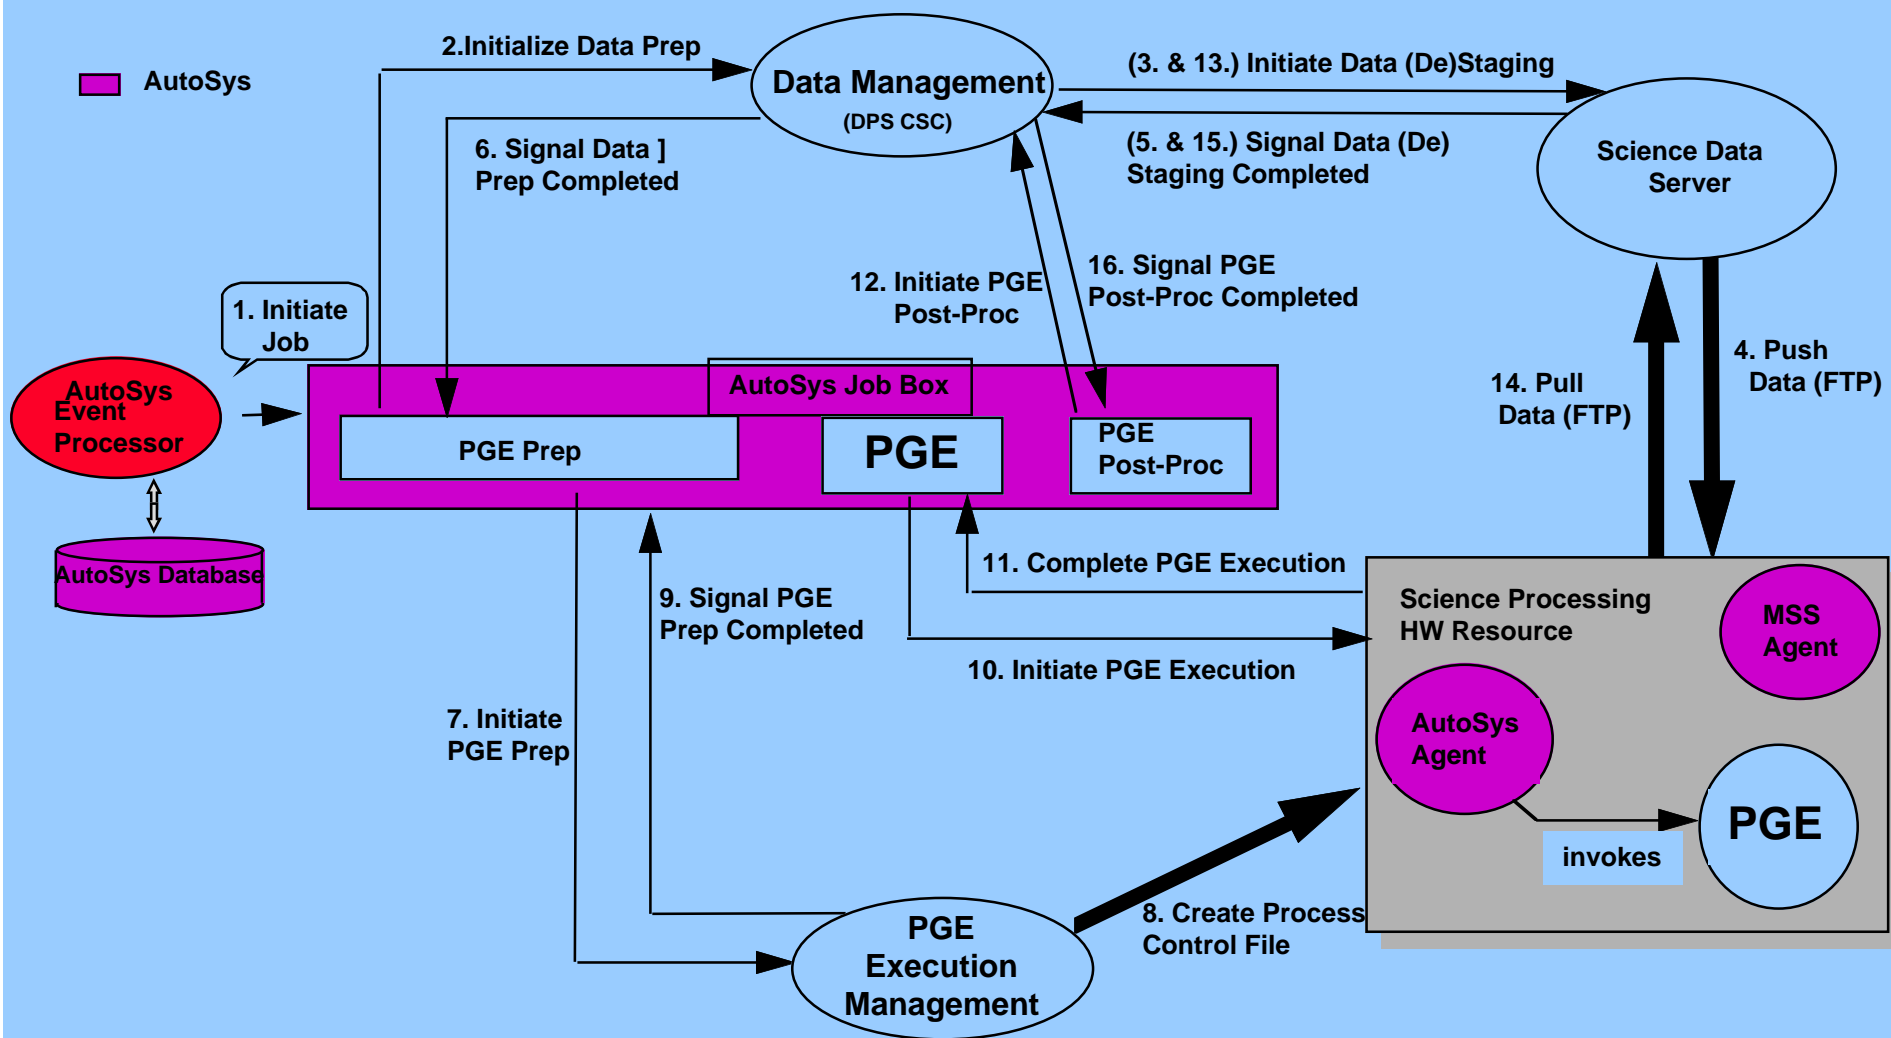 2.Initialize Data Prep
AutoSys
Data Management
(DPS CSC)
(3. & 13.) Initiate Data (De)Staging
(5. & 15.) Signal Data (De)
Staging Completed
Science Data
Server
6. Signal Data ]
Prep Completed
12. Initiate PGE
Post-Proc
16. Signal PGE
Post-Proc Completed
1. Initiate
Job
AutoSys
Event
Processor
AutoSys Job Box
PGE Prep
PGE
PGE
Post-Proc
14. Pull
Data (FTP)
4. Push
Data (FTP)
AutoSys Database
9. Signal PGE
Prep Completed
11. Complete PGE Execution
10. Initiate PGE Execution
Science Processing
HW Resource
MSS
Agent
AutoSys
Agent
invokes
PGE
7. Initiate
PGE Prep
8. Create Process
Control File
PGE
Execution
Management